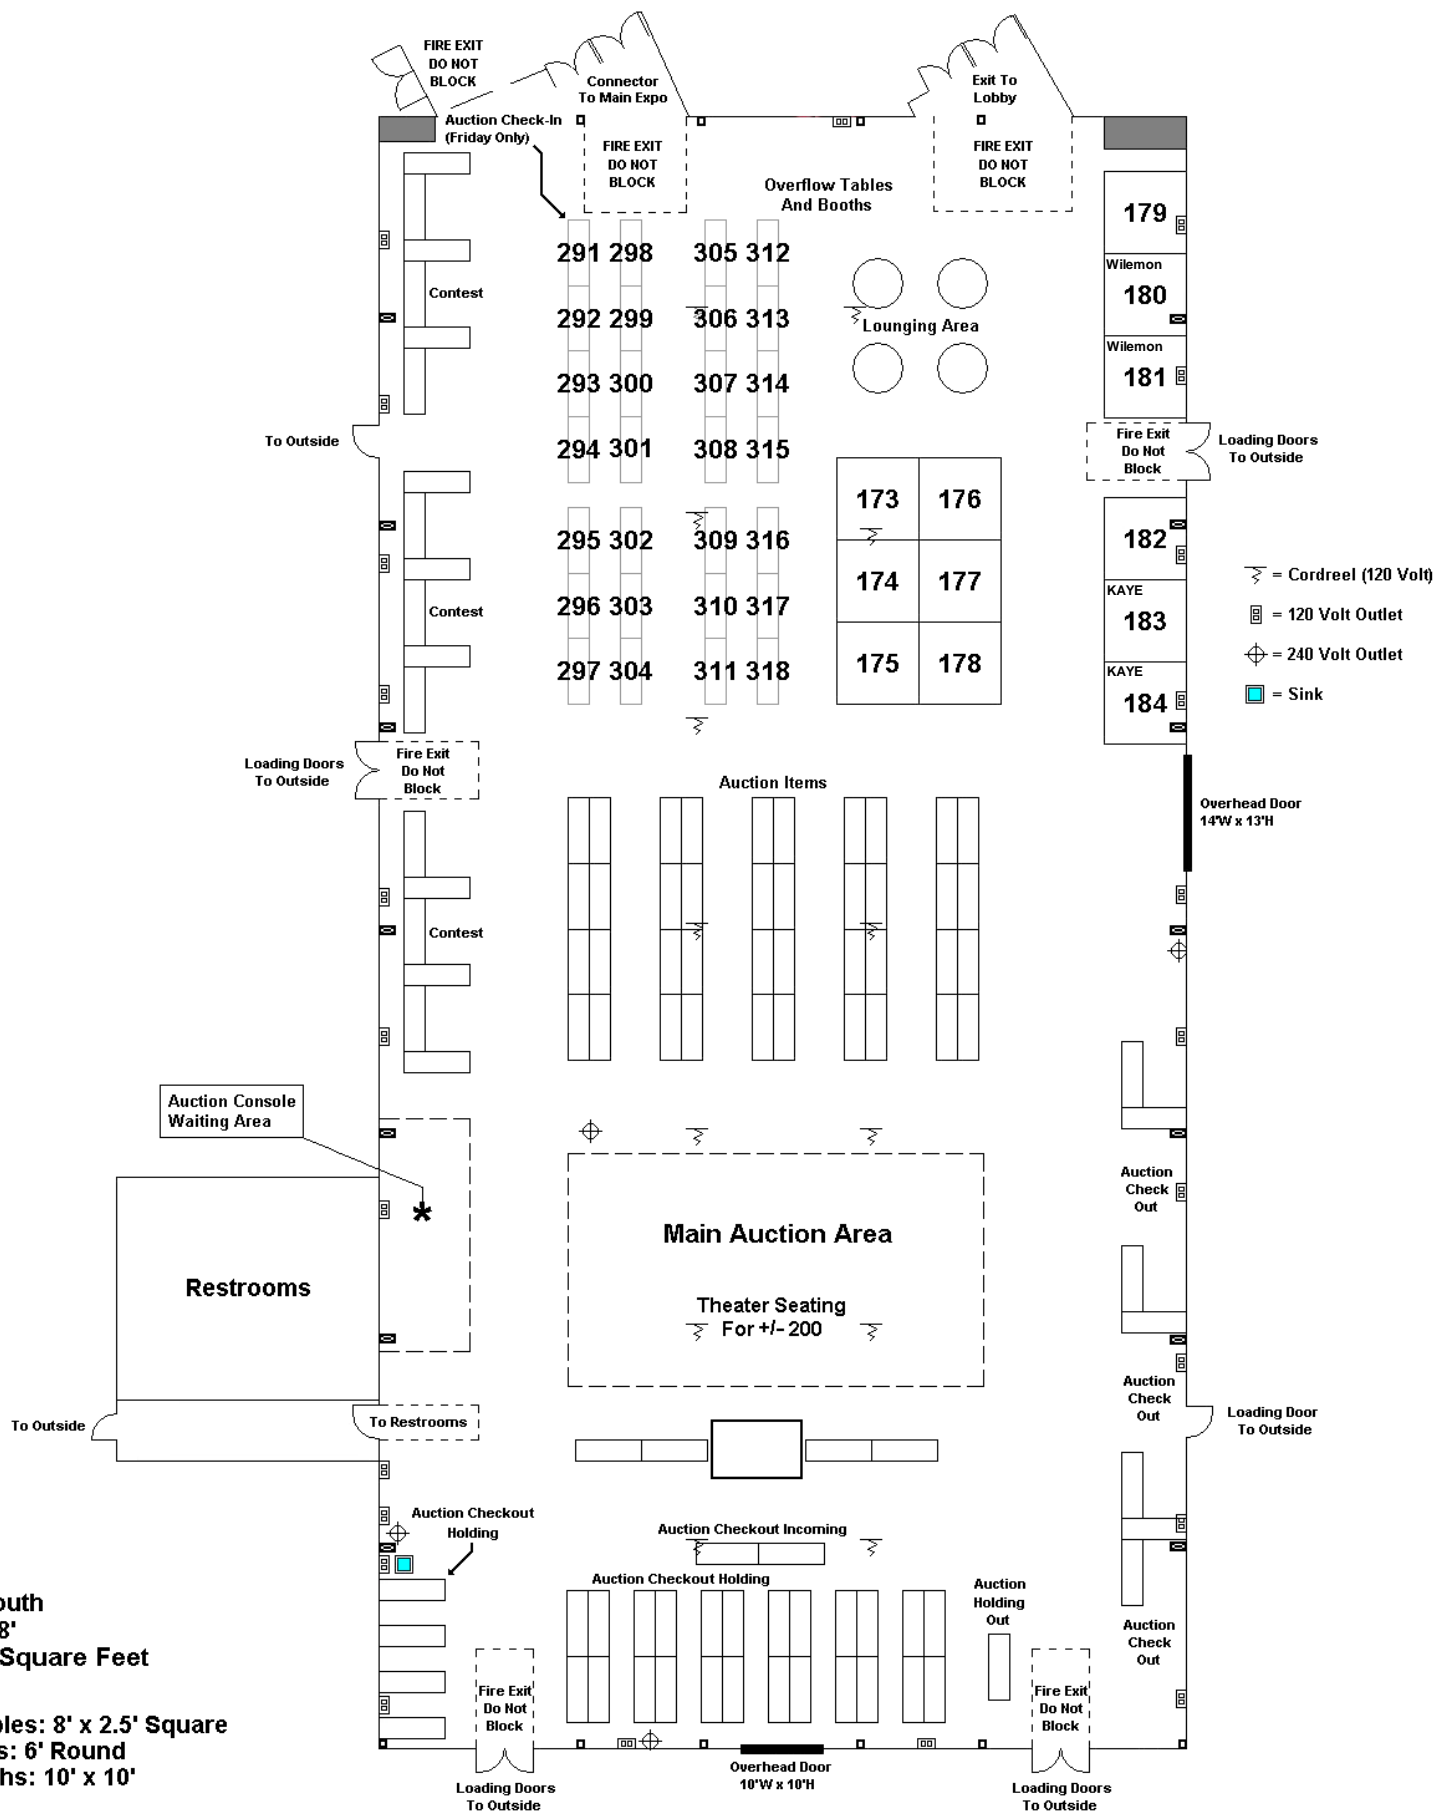 FIRE EXIT
DO NOT
BLOCK
Connector
To Main Expo
Exit To
Lobby
Auction Check-In
(Friday Only)
FIRE EXIT
DO NOT
BLOCK
FIRE EXIT
DO NOT
BLOCK
Overflow Tables
And Booths
179
291 298 305 312
Wilemon
180
Contest
292 299 306 313
Lounging Area
Wilemon
181
293 300 307 314
To Outside
294 301 308 315
Fire Exit
Do Not
Block
Loading Doors
To Outside
173 176
295 302 309 316
182
= Cordreel (120 Volt)
174 177
KAYE
183
Contest
296 303 310 317
= 120 Volt Outlet
175 178
297 304 311 318
KAYE
184
= 240 Volt Outlet
= Sink
Loading Doors
To Outside
Fire Exit
Do Not
Block
Auction Items
Overhead Door
14'W x 13'H
Contest
Auction Console
Waiting Area
*
Auction
Check
Out
Main Auction Area
Restrooms
Theater Seating
For +/- 200
Auction
Check
Out
To Outside
To Restrooms
Loading Door
To Outside
Auction Checkout
Holding
Auction Checkout Incoming
Auction Checkout Holding
Auction
Holding
Out
Auction
Check
Out
outh
8'
Square Feet
Fire Exit
Do Not
Block
Fire Exit
Do Not
Block
bles: 8' x 2.5' Square
s: 6' Round
ths: 10' x 10'
Overhead Door
10'W x 10'H
Loading Doors
To Outside
Loading Doors
To Outside